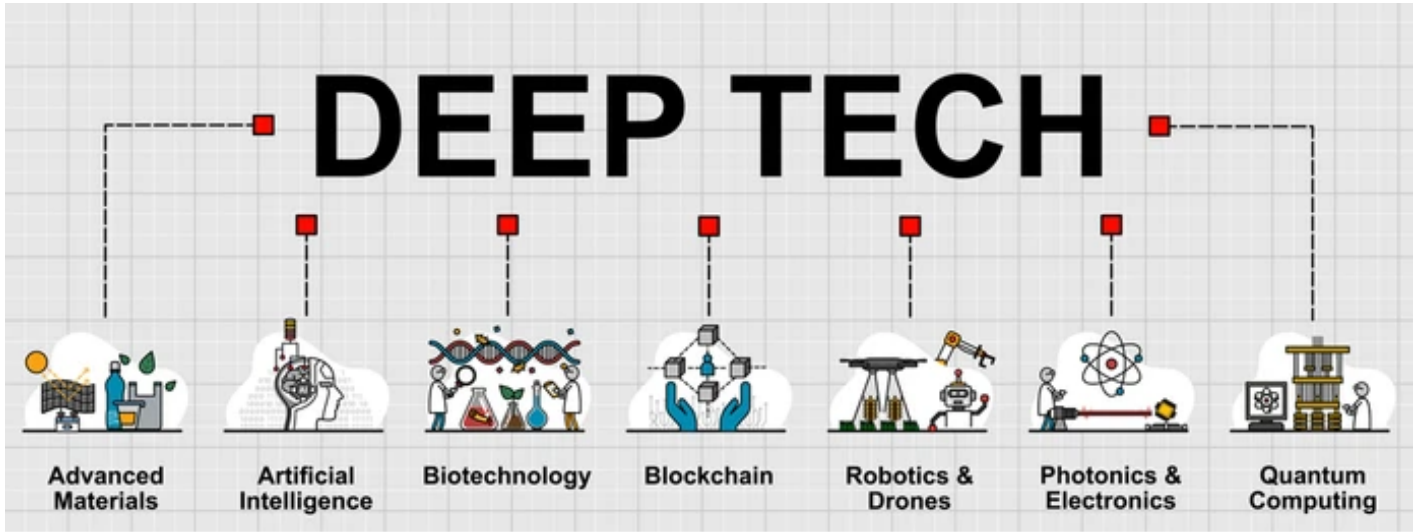 DEEP TECH
Advanced
Materials
Artificial
Intelligence
Biotechnology
Blockchain
Robotics &
Drones
Photonics &
Electronics
Quantum
Computing